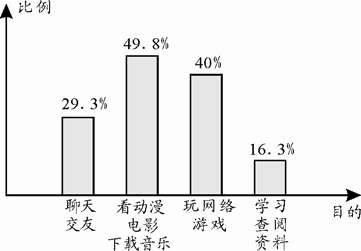 比例
49.8%
40%
29.3%
16.3%
聊天
交友
看动漫
电影
下载音乐
玩网络
游戏
学习
查阅
资料
目的